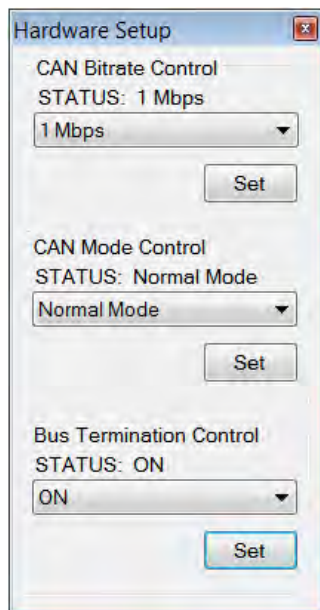 Hardware Setup
CAN Bitrate Control
STATUS: 1 Mbps
1 Mbps
Set
CAN Mode Control
STATUS: Normal Mode
Normal Mode
Set
Bus Termination Control
STATUS: ON
ON
Set